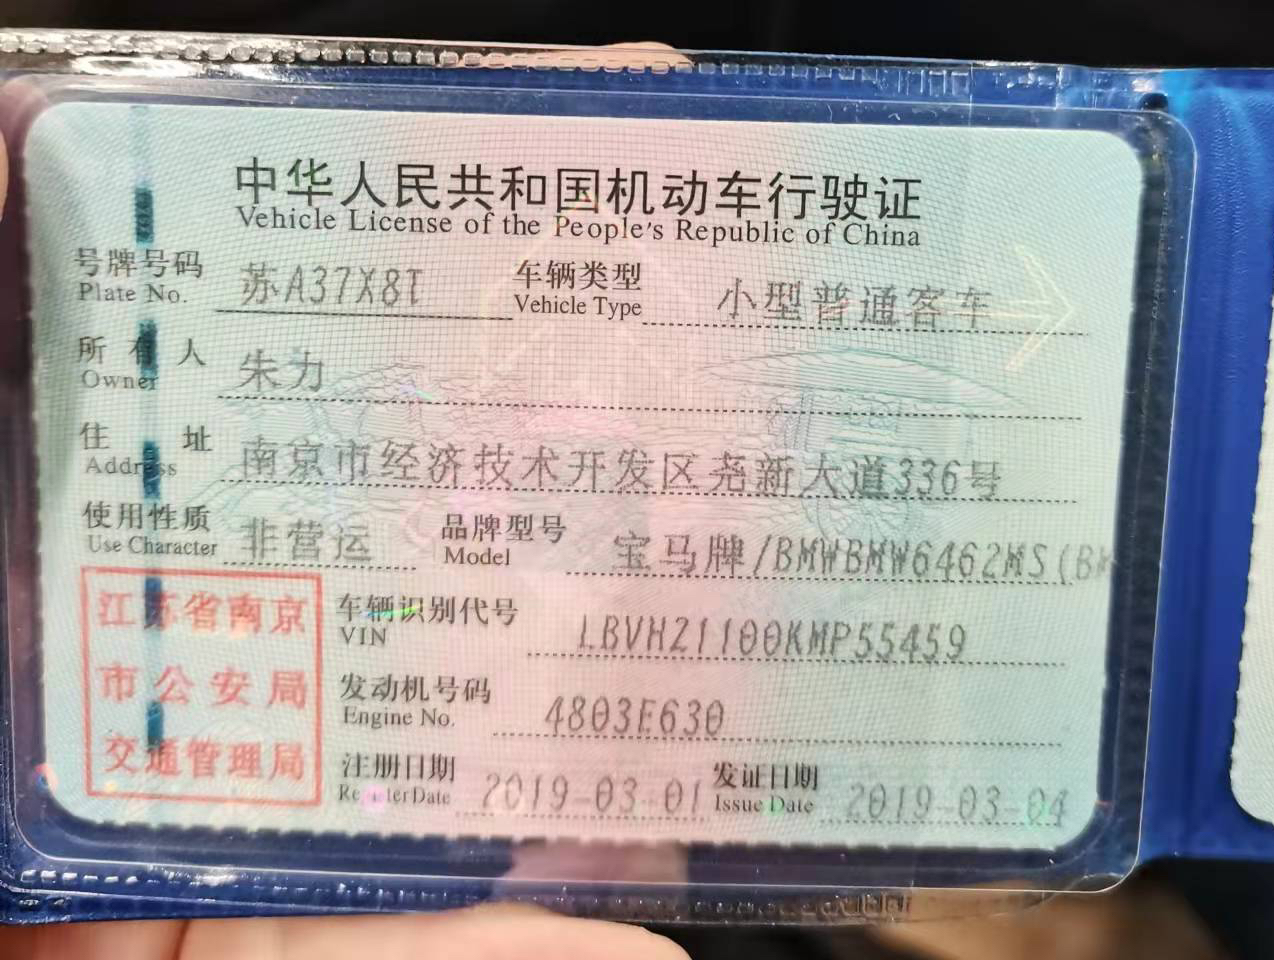 中华人民共和国机动车行驶证
Vehicle License of the People's Republic of China
号牌号码 苏A37X8T 车辆类型 小型普通客车
Plate No. Vehicle Type
所有人 朱力
Owner
住址 南京市经济技术开发区尧新大道336号
Address
使用性质 非营运 品牌型号 宝马牌/BMWBMW6462MS(BM
Use Character Model
江苏省南京
市公安局
交通管理局
车辆识别代号 LBVH21100KMP55459
VIN
发动机号码 4803E630
Engine No.
注册日期 2019-03-01 发证日期 2019-03-04
Register Date Issue Date